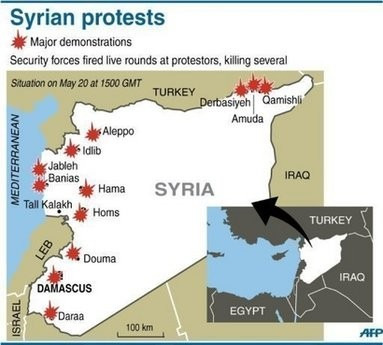 Syrian protests
Major demonstrations
Security forces fired live rounds at protestors, killing several
Situation on May 20 at 1500 GMT
TURKEY
Derbasiyeh
Qamishli
Amuda
MEDITERRANEAN
Aleppo
Idlib
Jableh
Banias
Hama
SYRIA
IRAQ
Tall Kalakh
Homs
LEB
Douma
DAMASCUS
ISRAEL
Daraa
100 km
TURKEY
IRAQ
EGYPT
AFP